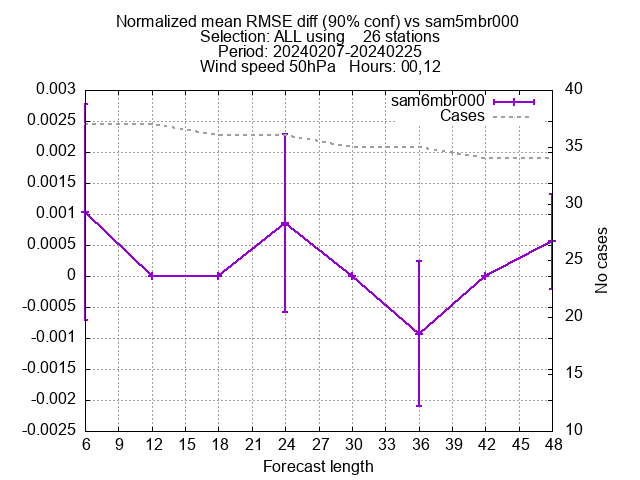 Normalized mean RMSE diff (90% conf) vs sam5mbr000
Selection: ALL using    26 stations
Period: 20240207-20240225
Wind speed 50hPa   Hours: 00,12
sam6mbr000
Cases
0.003
0.0025
0.002
0.0015
0.001
0.0005
0
-0.0005
-0.001
-0.0015
-0.002
-0.0025
40
35
30
25
20
15
10
No cases
6 9 12 15 18 21 24 27 30 33 36 39 42 45 48
Forecast length